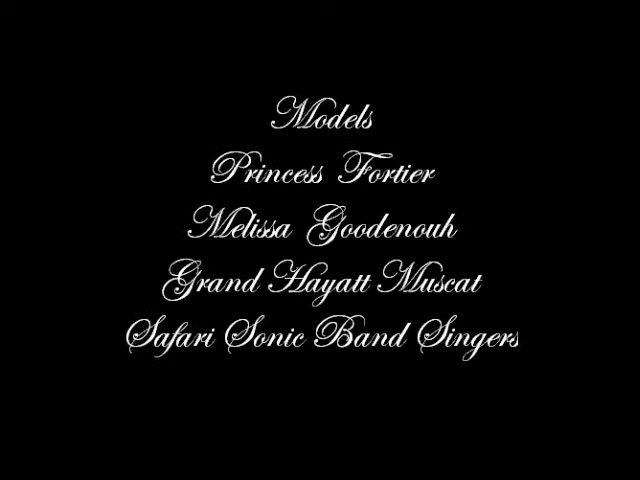 Models
Princess Fortier
Melissa Goodenouh
Grand Hayatt Muscat
Safari Sonic Band Singers